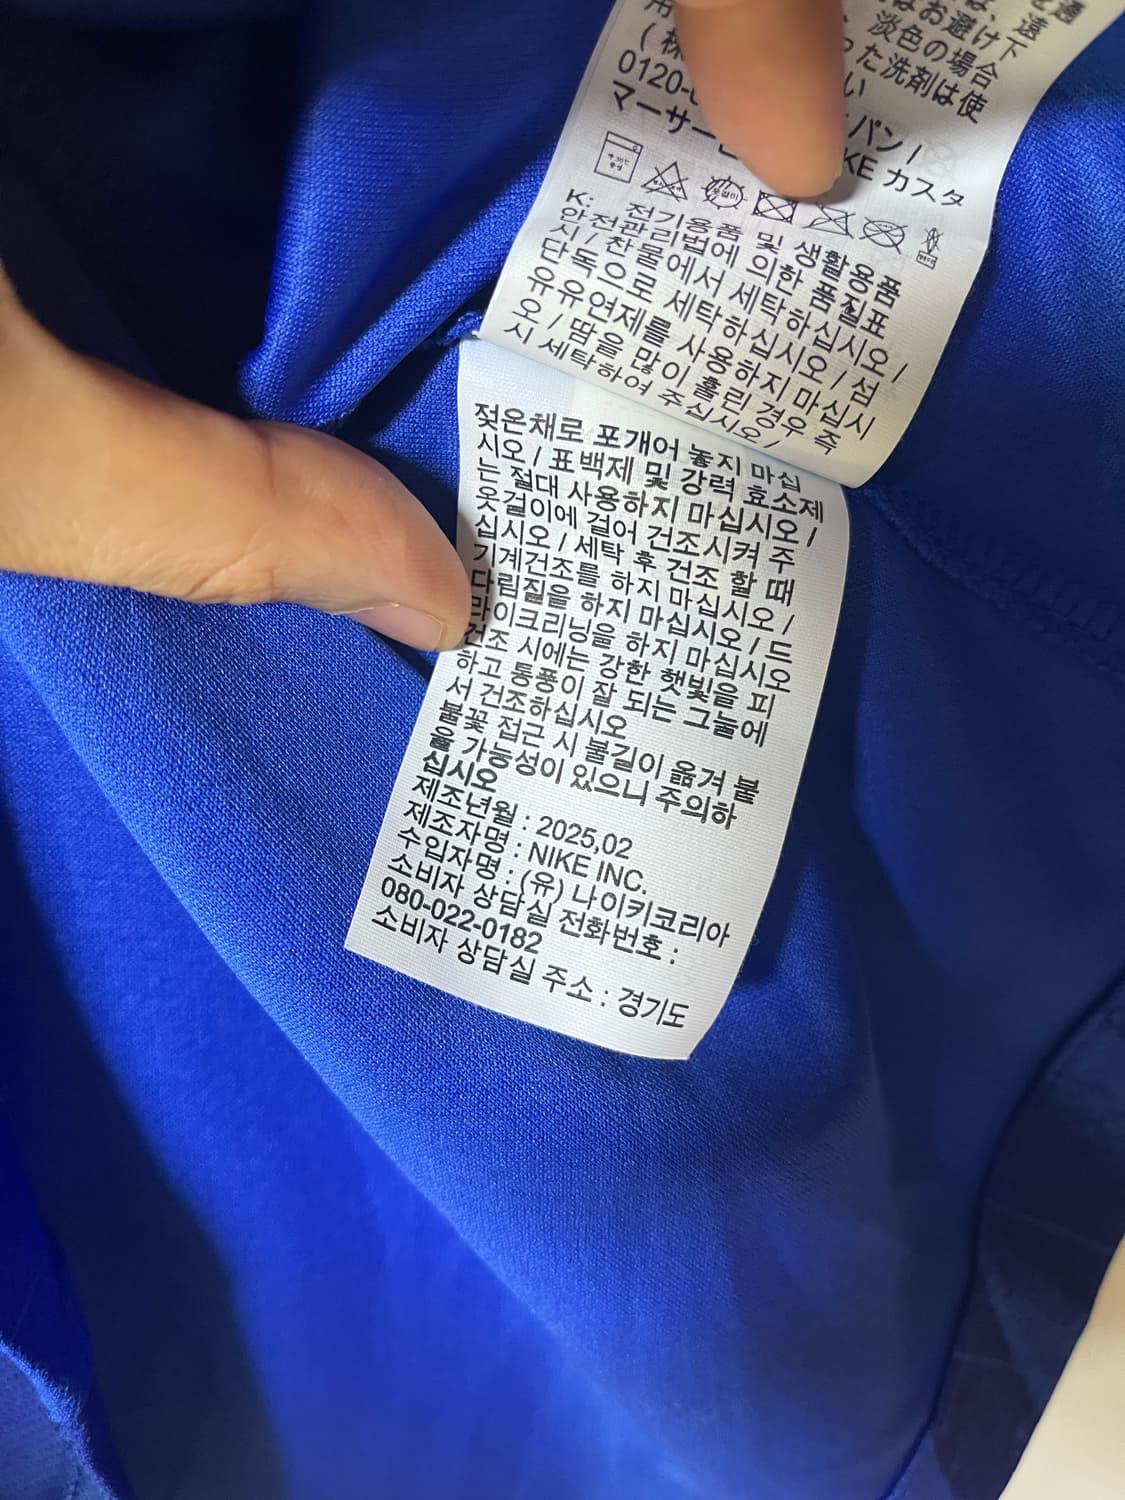 を通
は、遠
はお避け下
淡色の場合
った洗剤は使
用 い
(株 パン /
0120- KE カスタ
マーサー
K: 전기용품 및 생활용품
안전관리법에 의한 품질표
시 / 찬물에서 세탁하십시오 /
단독으로 세탁하십시오 / 섬
유유연제를 사용하지 마십시
오 / 땀을 많이 흘린 경우 즉
시 세탁하여 주십시오 /
젖은채로 포개어 놓지 마십
시오 / 표백제 및 강력 효소제
는 절대 사용하지 마십시오 /
옷걸이에 걸어 건조시켜 주
십시오 / 세탁 후 건조 할 때
기계건조를 하지 마십시오 /
다림질을 하지 마십시오 / 드
라이크리닝을 하지 마십시오
건조 시에는 강한 햇빛을 피
하고 통풍이 잘 되는 그늘에
서 건조하십시오
불꽃 접근 시 불길이 옮겨 붙
을 가능성이 있으니 주의하
십시오
제조년월 : 2025,02
제조자명 : NIKE INC.
수입자명 : (유) 나이키코리아
소비자 상담실 전화번호 :
080-022-0182
소비자 상담실 주소 : 경기도